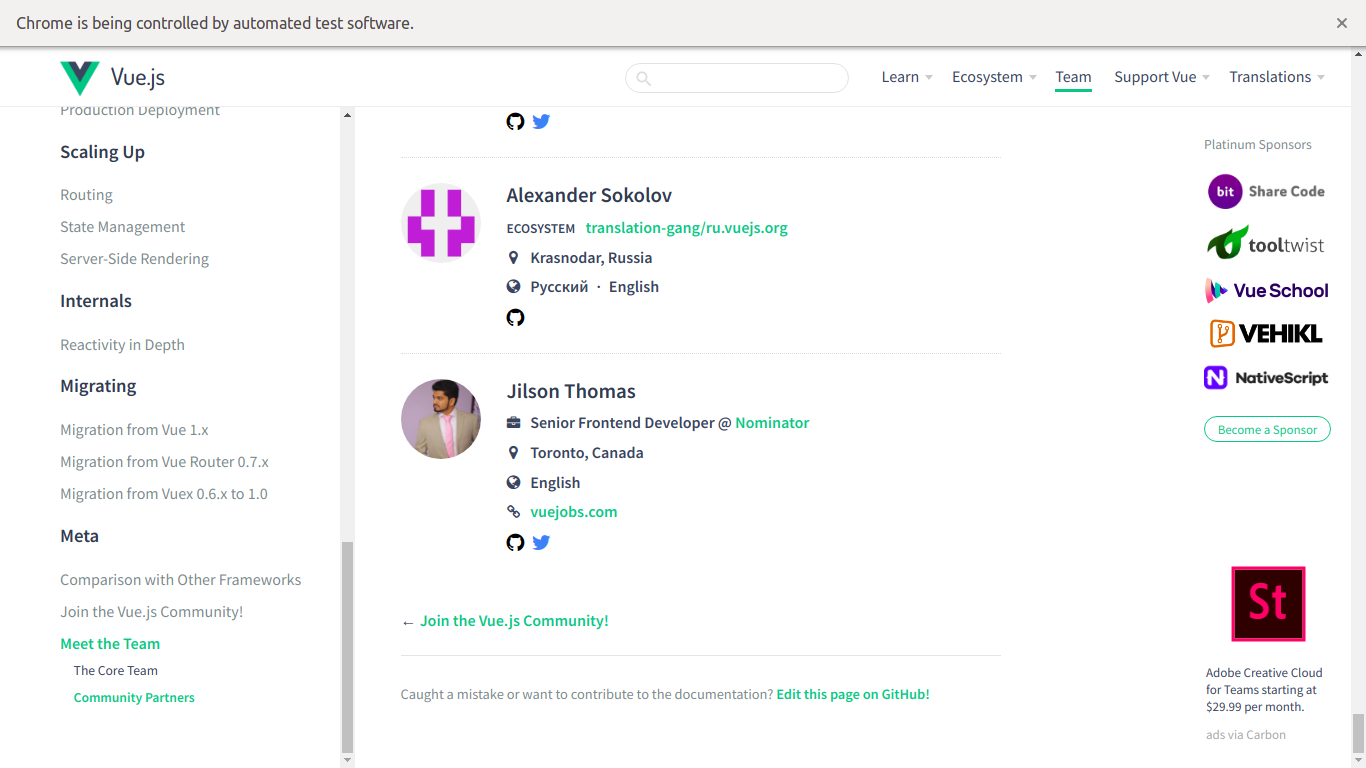 Chrome is being controlled by automated test software.
Vue.js
Learn
Ecosystem
Team
Support Vue
Translations
Production Deployment
Scaling Up
Routing
State Management
Server-Side Rendering
Internals
Reactivity in Depth
Migrating
Migration from Vue 1.x
Migration from Vue Router 0.7.x
Migration from Vuex 0.6.x to 1.0
Meta
Comparison with Other Frameworks
Join the Vue.js Community!
Meet the Team
The Core Team
Community Partners
Alexander Sokolov
ECOSYSTEM translation-gang/ru.vuejs.org
Krasnodar, Russia
Русский · English
Jilson Thomas
Senior Frontend Developer @ Nominator
Toronto, Canada
English
vuejobs.com
← Join the Vue.js Community!
Caught a mistake or want to contribute to the documentation? Edit this page on GitHub!
Platinum Sponsors
bit Share Code
tooltwist
Vue School
VEHIKL
NativeScript
Become a Sponsor
St
Adobe Creative Cloud
for Teams starting at
$29.99 per month.
ads via Carbon